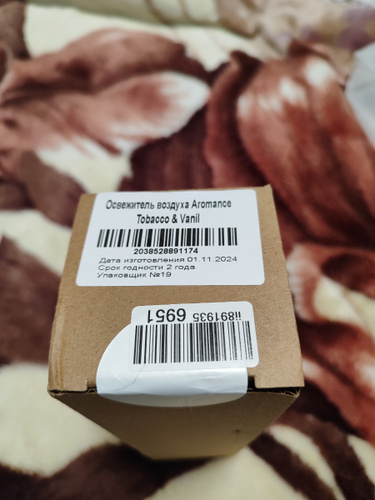 Освежитель воздуха Aromance
Tobacco & Vanil
2038528891174
Дата изготовления 01.11.2024
Срок годности 2 года
Упаковщик №19
ii891935
6951